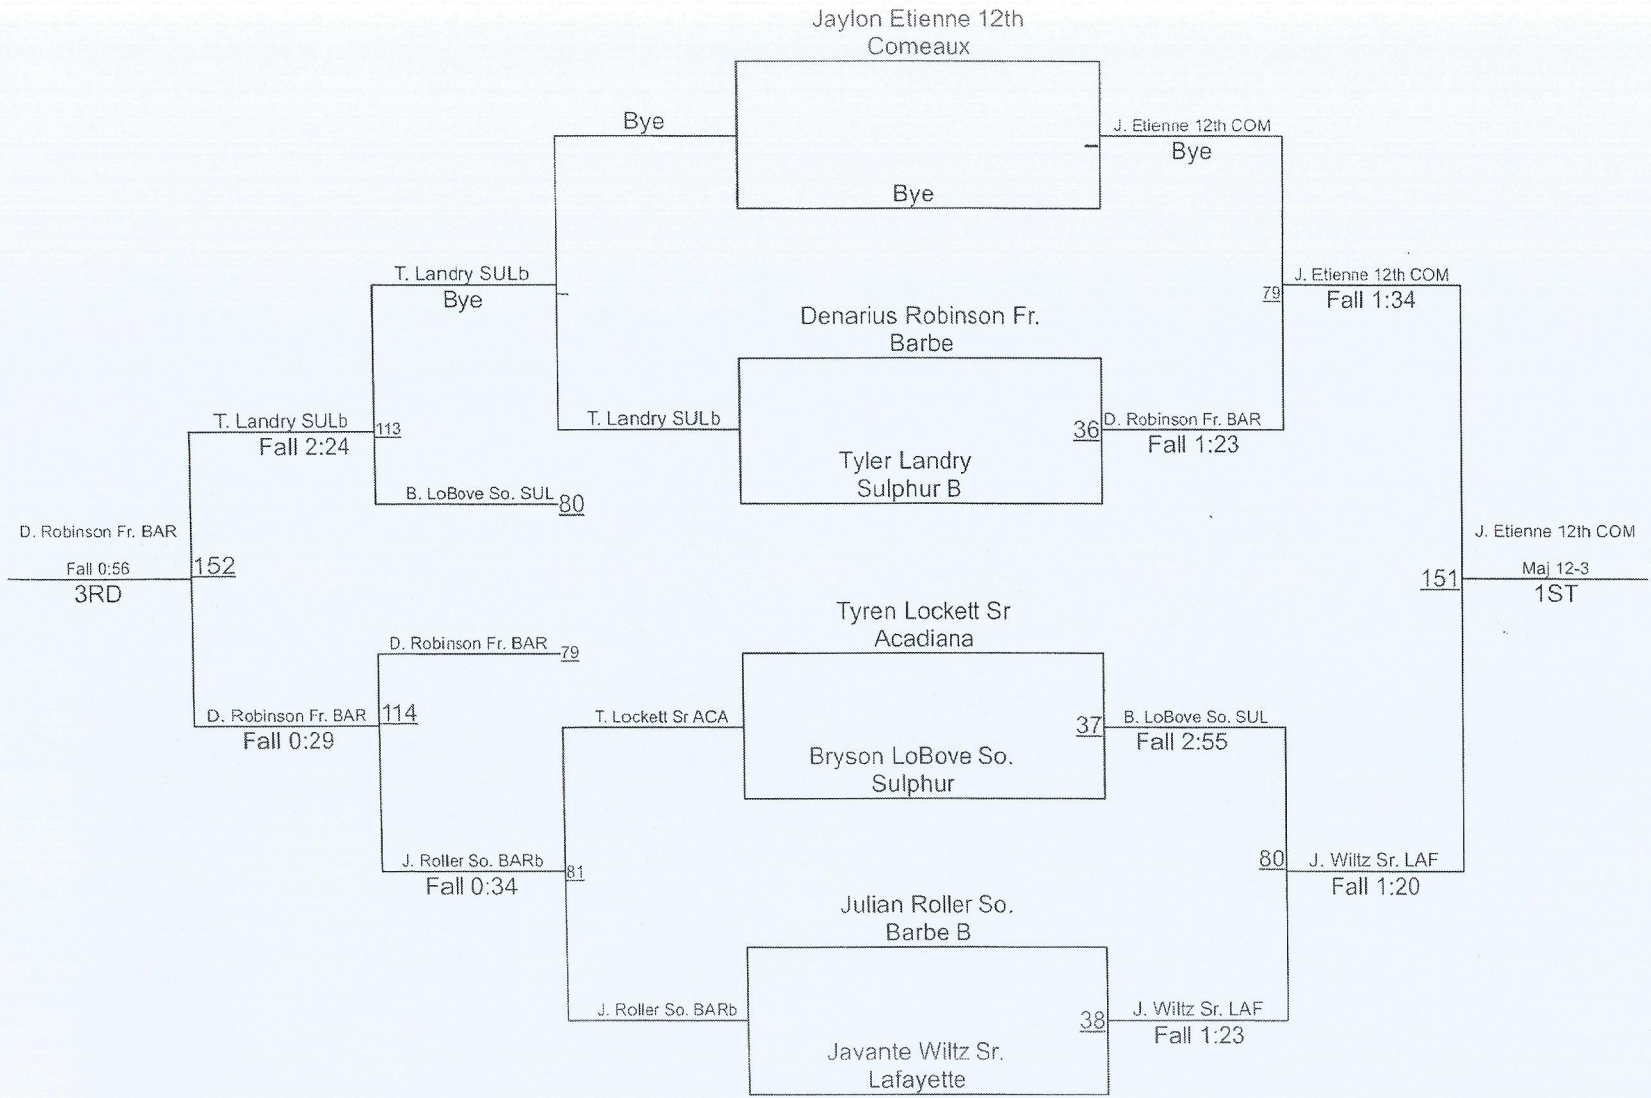 Jaylon Etienne 12th
Comeaux
Bye
J. Etienne 12th COM
Bye
Bye
T. Landry SULb
Bye
J. Etienne 12th COM
79
Fall 1:34
Denarius Robinson Fr.
Barbe
T. Landry SULb
113
Fall 2:24
T. Landry SULb
36
D. Robinson Fr. BAR
Fall 1:23
Tyler Landry
Sulphur B
B. LoBove So. SUL
80
D. Robinson Fr. BAR
152
Fall 0:56
3RD
J. Etienne 12th COM
151
Maj 12-3
1ST
Tyren Lockett Sr
Acadiana
D. Robinson Fr. BAR
79
D. Robinson Fr. BAR
114
Fall 0:29
T. Lockett Sr ACA
37
B. LoBove So. SUL
Fall 2:55
Bryson LoBove So.
Sulphur
J. Roller So. BARb
81
Fall 0:34
80
J. Wiltz Sr. LAF
Fall 1:20
Julian Roller So.
Barbe B
J. Roller So. BARb
38
J. Wiltz Sr. LAF
Fall 1:23
Javante Wiltz Sr.
Lafayette